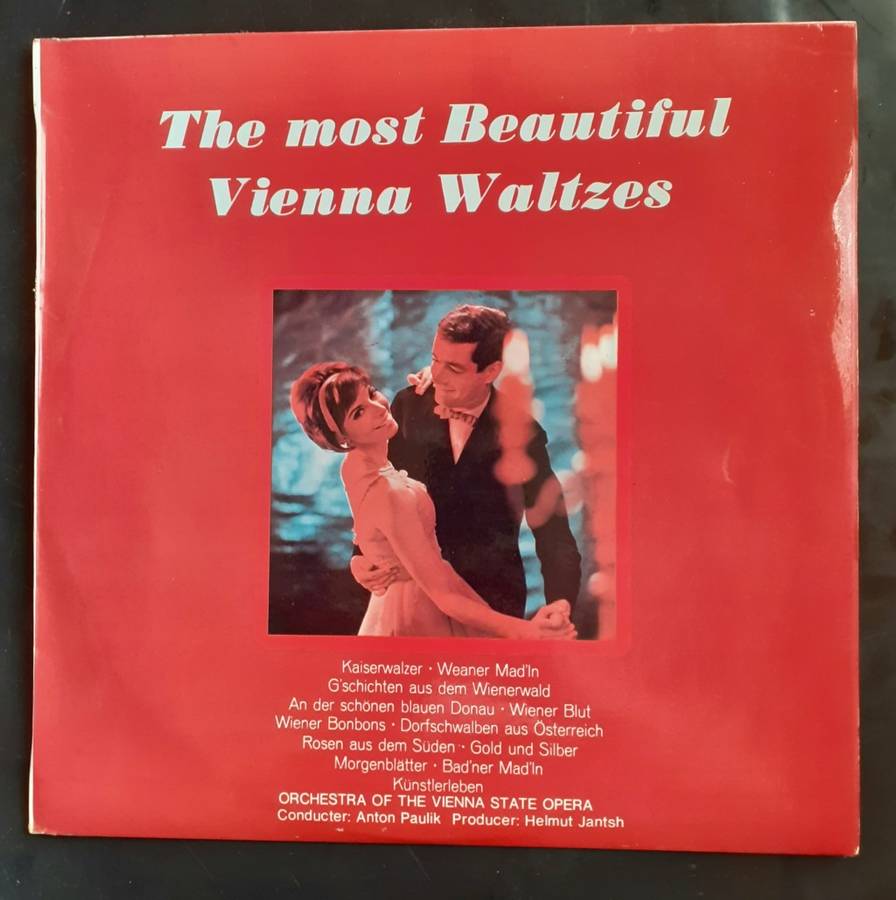 The most Beautiful
Vienna Waltzes
Kaiserwalzer · Weaner Mad'ln
G'schichten aus dem Wienerwald
An der schönen blauen Donau · Wiener Blut
Wiener Bonbons · Dorfschwalben aus Österreich
Rosen aus dem Süden · Gold und Silber
Morgenblätter · Bad'ner Mad'ln
Künstlerleben
ORCHESTRA OF THE VIENNA STATE OPERA
Conducter: Anton Paulik Producer: Helmut Jantsh